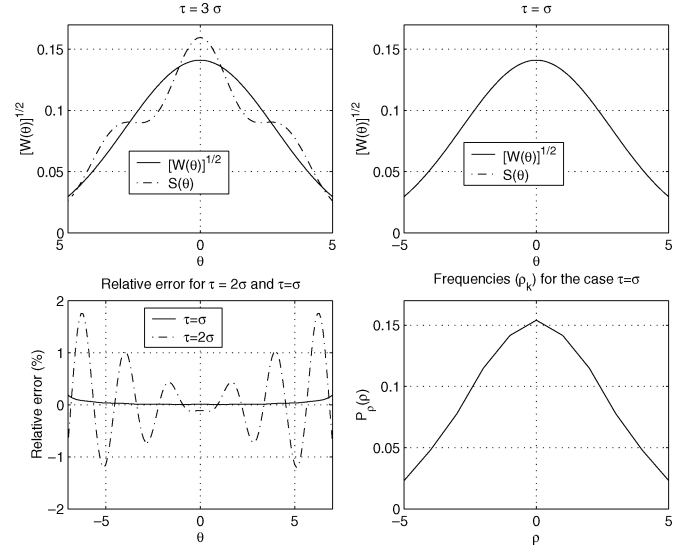 τ = 3 σ
0.15
0.1
0.05
0
5
0
5
[W(θ)]^1/2
[W(θ)]^1/2
S(θ)
θ
τ = σ
0.15
0.1
0.05
0
−5
0
5
[W(θ)]^1/2
[W(θ)]^1/2
S(θ)
θ
Relative error for τ = 2σ and τ=σ
2
1
0
−1
−2
−5
0
5
Relative error (%)
τ=σ
τ=2σ
θ
Frequencies (ρ_k) for the case τ=σ
0.15
0.1
0.05
0
−5
0
5
P_ρ(ρ)
ρ